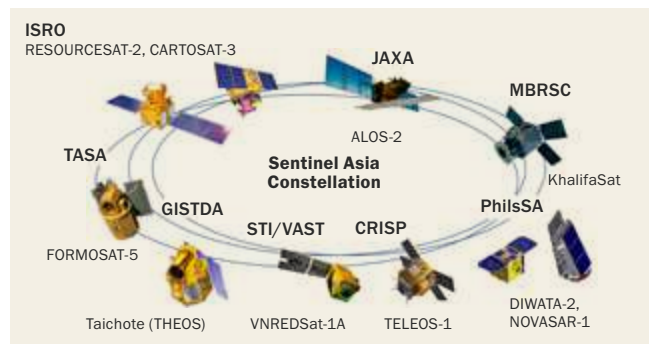 ISRO
RESOURCESAT-2, CARTOSAT-3
JAXA
MBRSC
ALOS-2
TASA
Sentinel Asia
Constellation
KhalifaSat
GISTDA
PhilsSA
STI/VAST
CRISP
FORMOSAT-5
DIWATA-2,
NOVASAR-1
Taichote (THEOS)
VNREDSat-1A
TELEOS-1